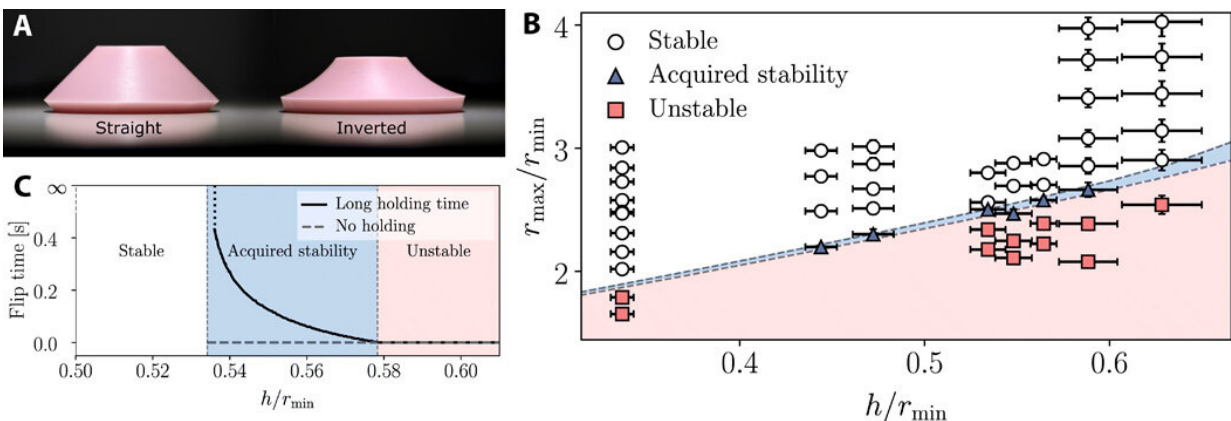 A
Straight
Inverted
C
Flip time [s]
∞
0.4
0.2
0.0
Long holding time
No holding
Stable
Acquired stability
Unstable
0.50
0.52
0.54
0.56
0.58
0.60
h/r_min
B
Stable
Acquired stability
Unstable
r_max/r_min
4
3
2
0.4
0.5
0.6
h/r_min